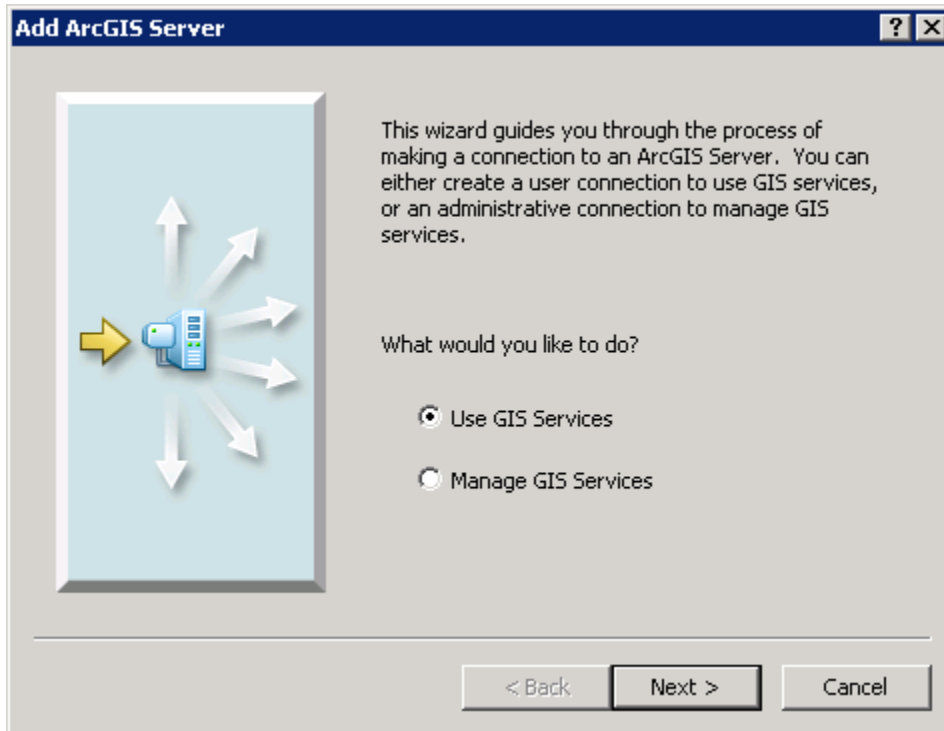 Add ArcGIS Server
This wizard guides you through the process of
making a connection to an ArcGIS Server. You can
either create a user connection to use GIS services,
or an administrative connection to manage GIS
services.
What would you like to do?
Use GIS Services
Manage GIS Services
< Back
Next >
Cancel